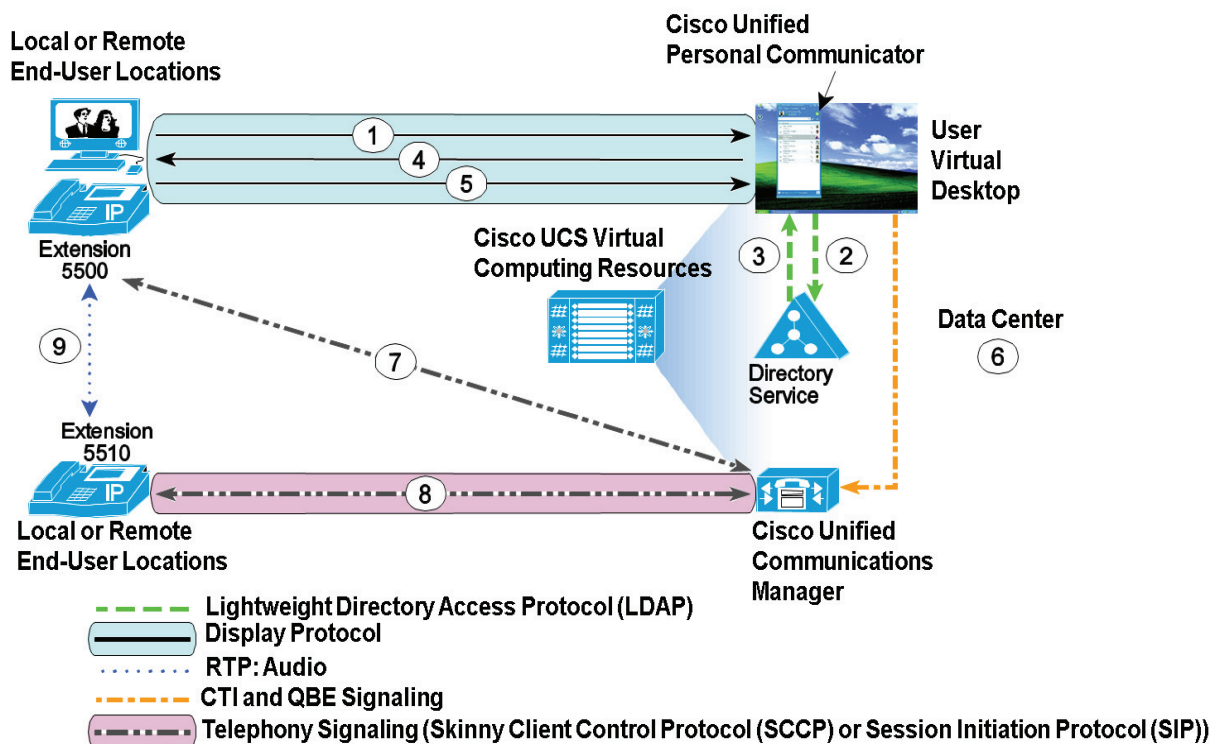 Cisco Unified
Personal Communicator
Local or Remote
End-User Locations
1
4
5
User
Virtual
Desktop
IP
Extension
5500
Cisco UCS Virtual
Computing Resources
3
2
Data Center
6
9
7
Directory
Service
Extension
5510
IP
8
Local or Remote
End-User Locations
Cisco Unified
Communications
Manager
Lightweight Directory Access Protocol (LDAP)
Display Protocol
RTP: Audio
CTI and QBE Signaling
Telephony Signaling (Skinny Client Control Protocol (SCCP) or Session Initiation Protocol (SIP))